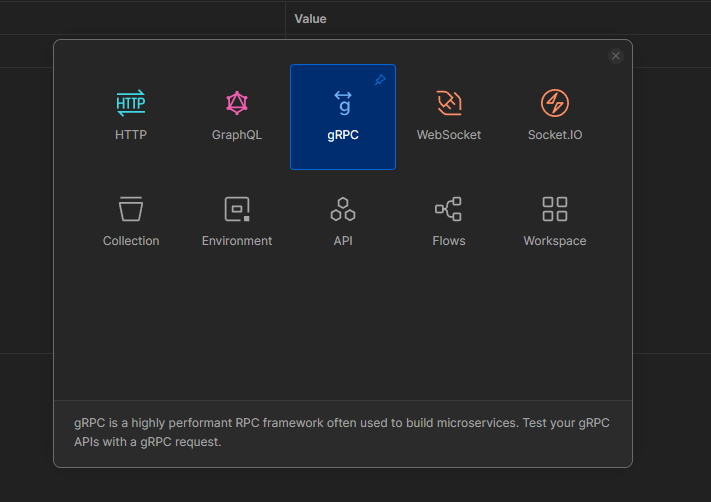 Value
HTTP
HTTP
GraphQL
g
gRPC
WebSocket
Socket.IO
Collection
Environment
API
Flows
Workspace
gRPC is a highly performant RPC framework often used to build microservices. Test your gRPC
APIs with a gRPC request.